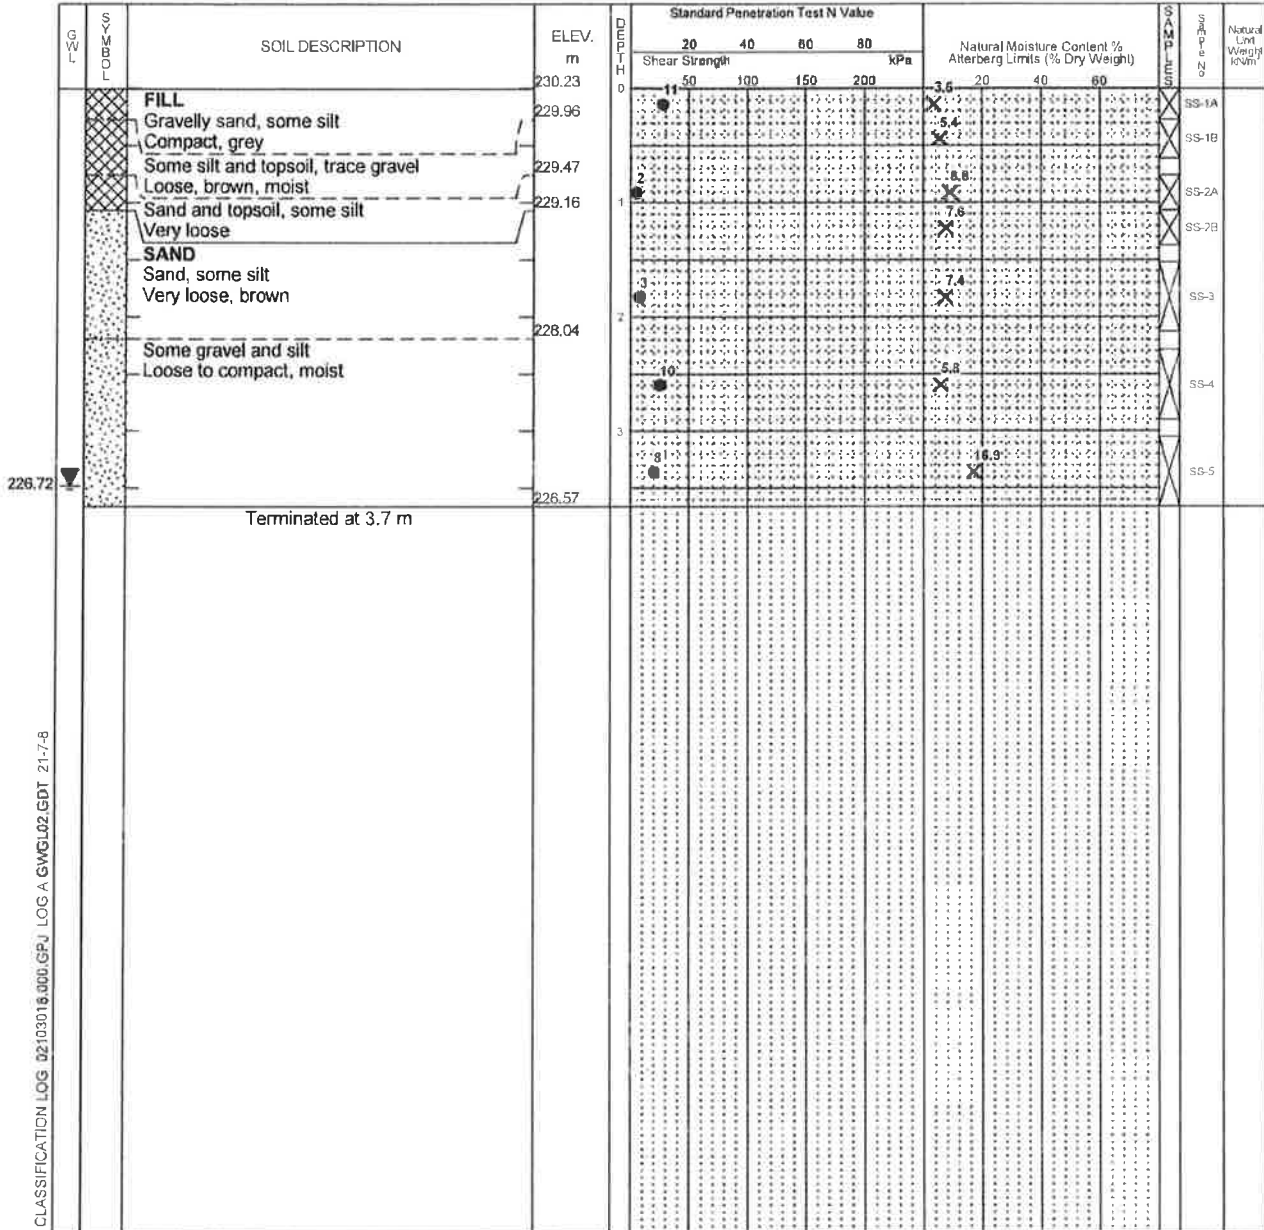 GWL
SYMBOL
SOIL DESCRIPTION
ELEV.
m
230.23
DEPTH
Standard Penetration Test N Value
20 40 60 80
Shear Strength kPa
50 100 150 200
Natural Moisture Content %
Atterberg Limits (% Dry Weight)
20 40 60
SAMPLES
Sample No
Natural
Unit
Weight
kN/m³
0
FILL
Gravelly sand, some silt
Compact, grey
229.96
11
3.6
SS-1A
5.4
SS-1B
Some silt and topsoil, trace gravel
Loose, brown, moist
229.47
2
8.8
SS-2A
1
229.16
Sand and topsoil, some silt
Very loose
7.6
SS-2B
SAND
Sand, some silt
Very loose, brown
3
7.4
SS-3
2
228.04
Some gravel and silt
Loose to compact, moist
10
5.8
SS-4
3
8
16.9
SS-5
226.72
226.57
Terminated at 3.7 m
CLASSIFICATION LOG 02103016.000.GPJ LOG A GWGL02.GDT 21-7-8